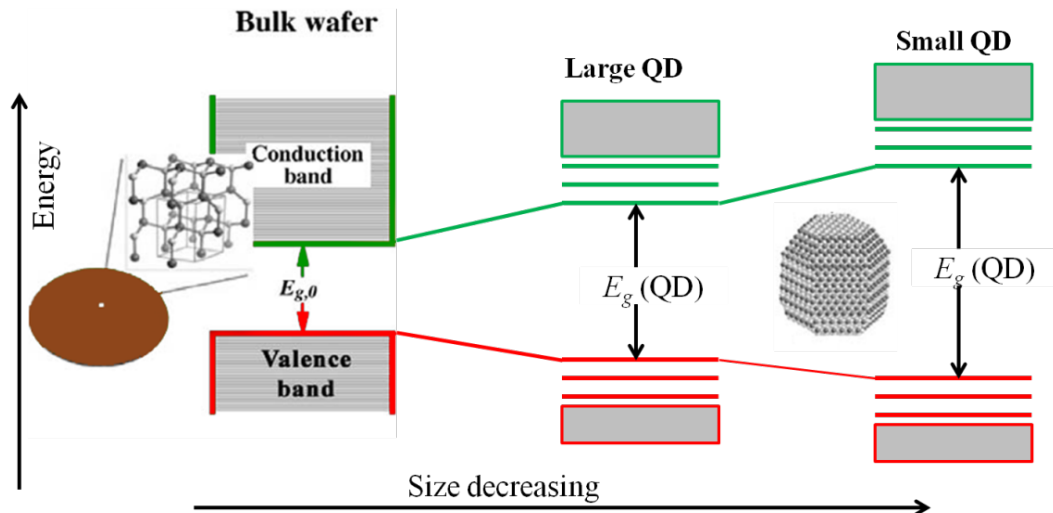 Bulk wafer
Small QD
Large QD
Energy
Conduction
band
E_g,0
E_g (QD)
E_g (QD)
Valence
band
Size decreasing